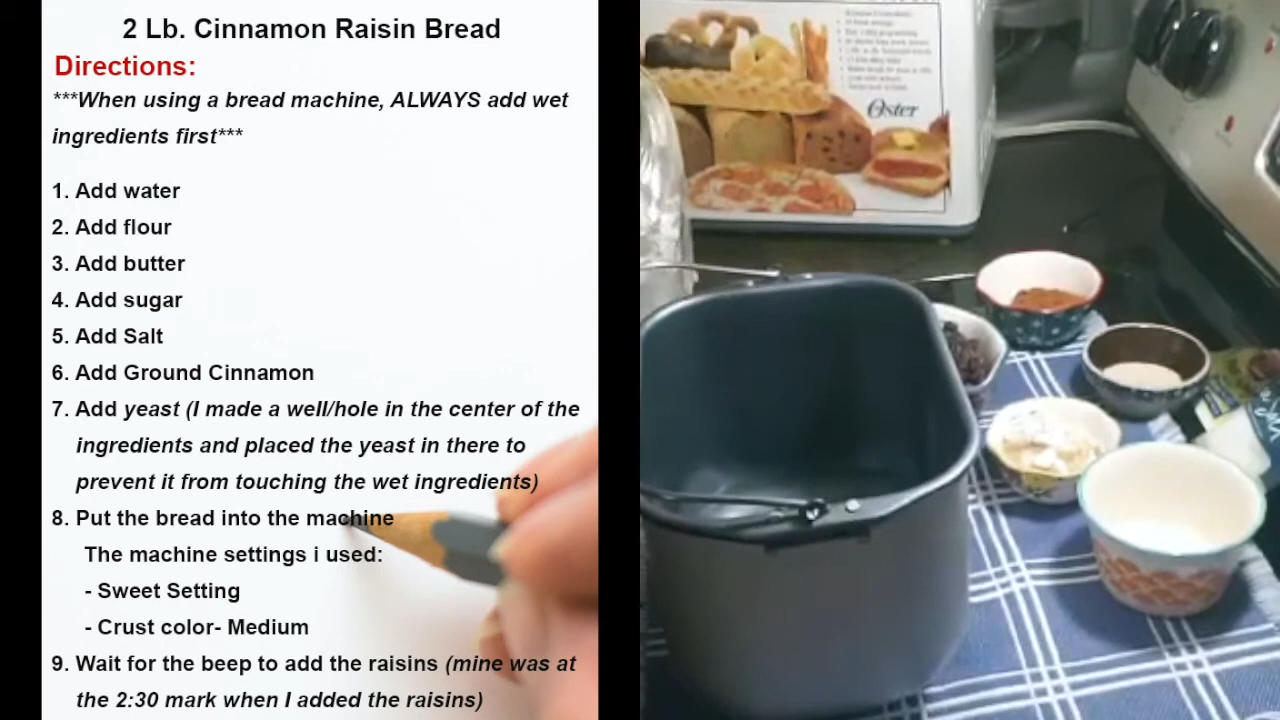 2 Lb. Cinnamon Raisin Bread
Directions:
***When using a bread machine, ALWAYS add wet
ingredients first***
1. Add water
2. Add flour
3. Add butter
4. Add sugar
5. Add Salt
6. Add Ground Cinnamon
7. Add yeast (I made a well/hole in the center of the
ingredients and placed the yeast in there to
prevent it from touching the wet ingredients)
8. Put the bread into the machine
The machine settings i used:
- Sweet Setting
- Crust color- Medium
9. Wait for the beep to add the raisins (mine was at
the 2:30 mark when I added the raisins)
Oster